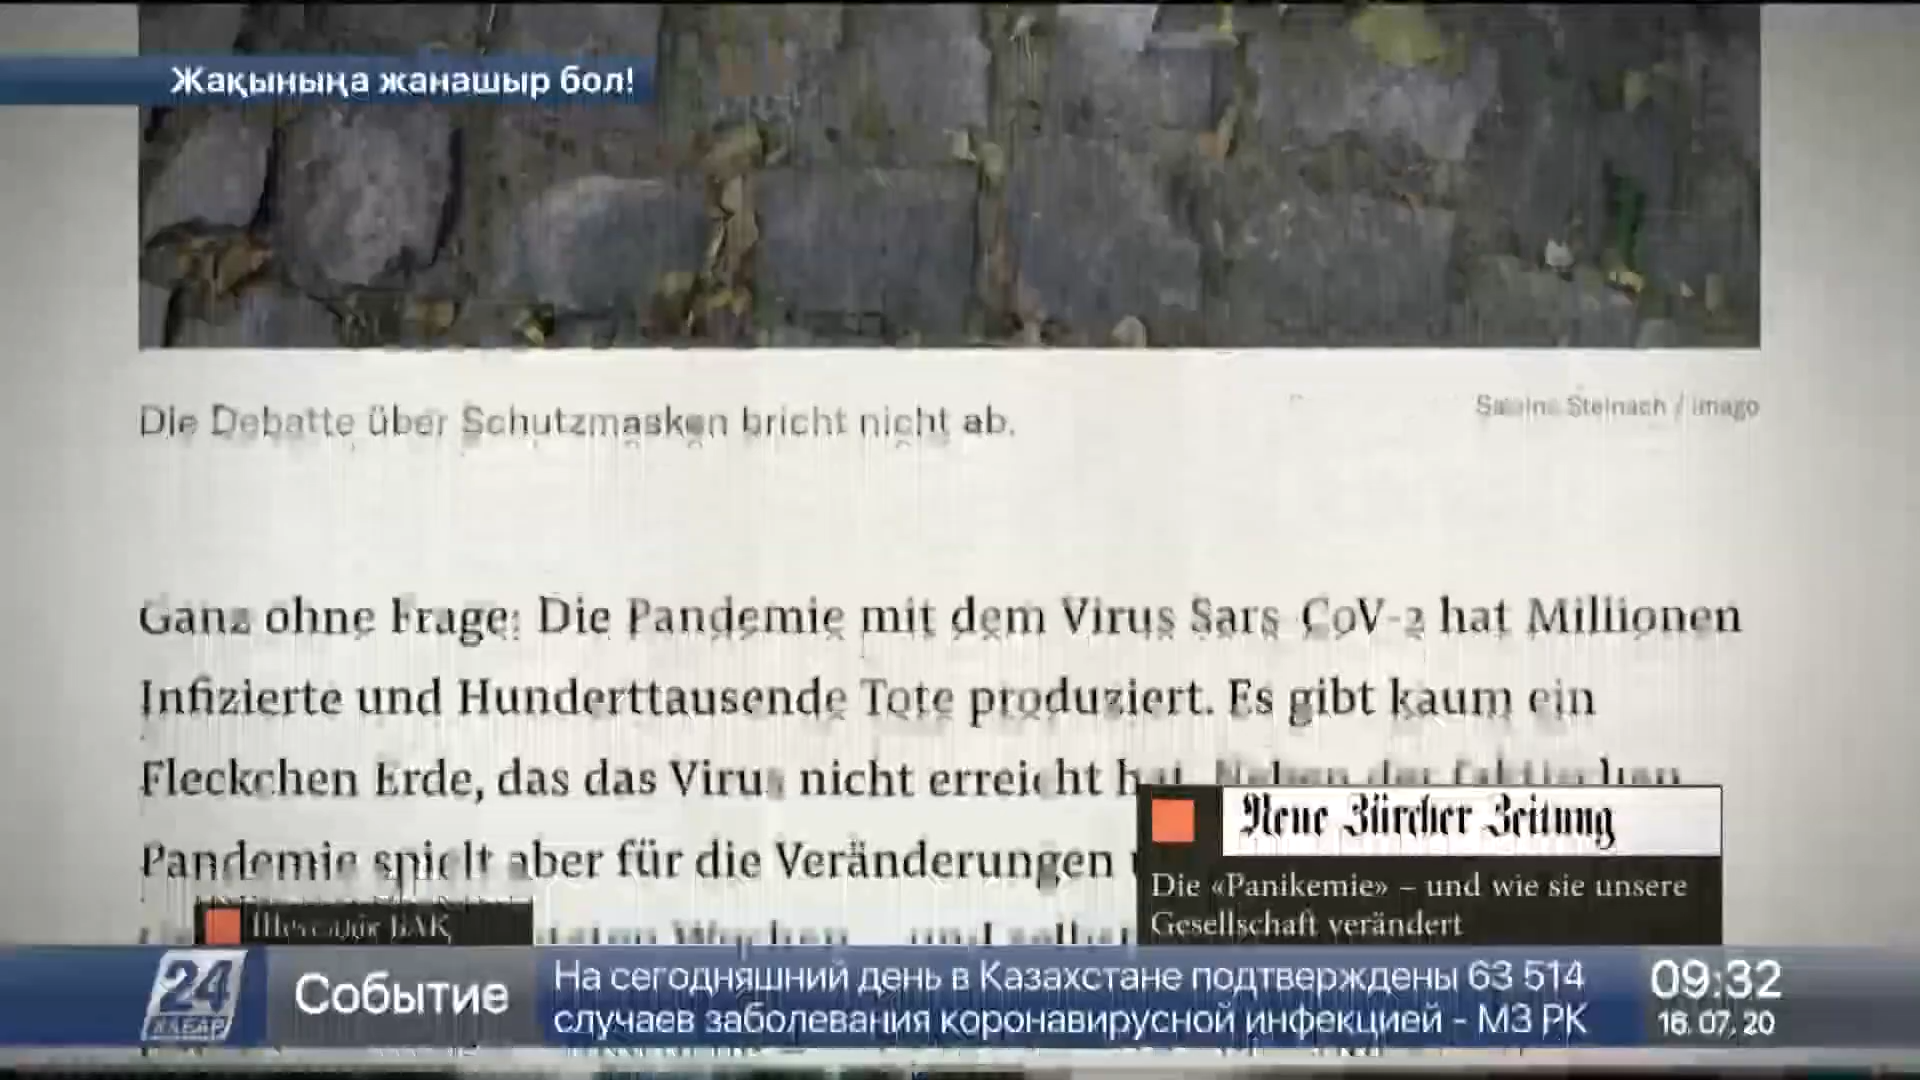 Жақыныңа жанашыр бол!
Die Debatte über Schutzmasken bricht nicht ab.
Steinach / imago
Ganz ohne Frage: Die Pandemie mit dem Virus Sars CoV-2 hat Millionen
Infizierte und Hunderttausende Tote produziert. Es gibt kaum ein
Fleckchen Erde, das das Virus nicht erreicht
Pandemie spielt aber für die Veränderungen
Neue Zürcher Zeitung
Die «Panikemie» – und wie sie unsere
Gesellschaft verändert
БАҚ
24
ХАБАР
Событие
На сегодняшний день в Казахстане подтверждены 63 514
случаев заболевания коронавирусной инфекцией - МЗ РК
09:32
16.07.20